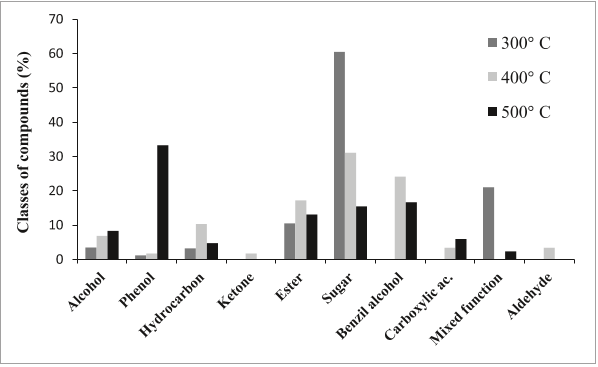 Classes of compounds (%)
70
60
50
40
30
20
10
0
300° C
400° C
500° C
Alcohol
Phenol
Hydrocarbon
Ketone
Ester
Sugar
Benzil alcohol
Carboxylic ac.
Mixed function
Aldehyde